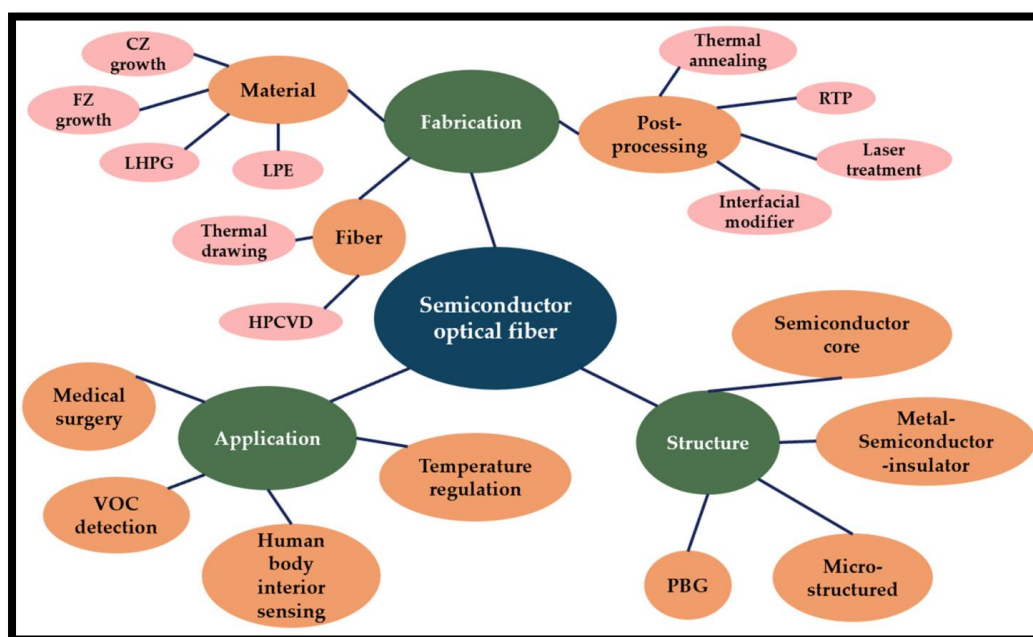 CZ
growth
FZ
growth
LHPG
LPE
Material
Fabrication
Thermal
annealing
RTP
Post-
processing
Laser
treatment
Interfacial
modifier
Thermal
drawing
Fiber
HPCVD
Semiconductor
optical fiber
Semiconductor
core
Medical
surgery
Application
Temperature
regulation
VOC
detection
Human
body
interior
sensing
Structure
Metal-
Semiconductor
-insulator
PBG
Micro-
structured